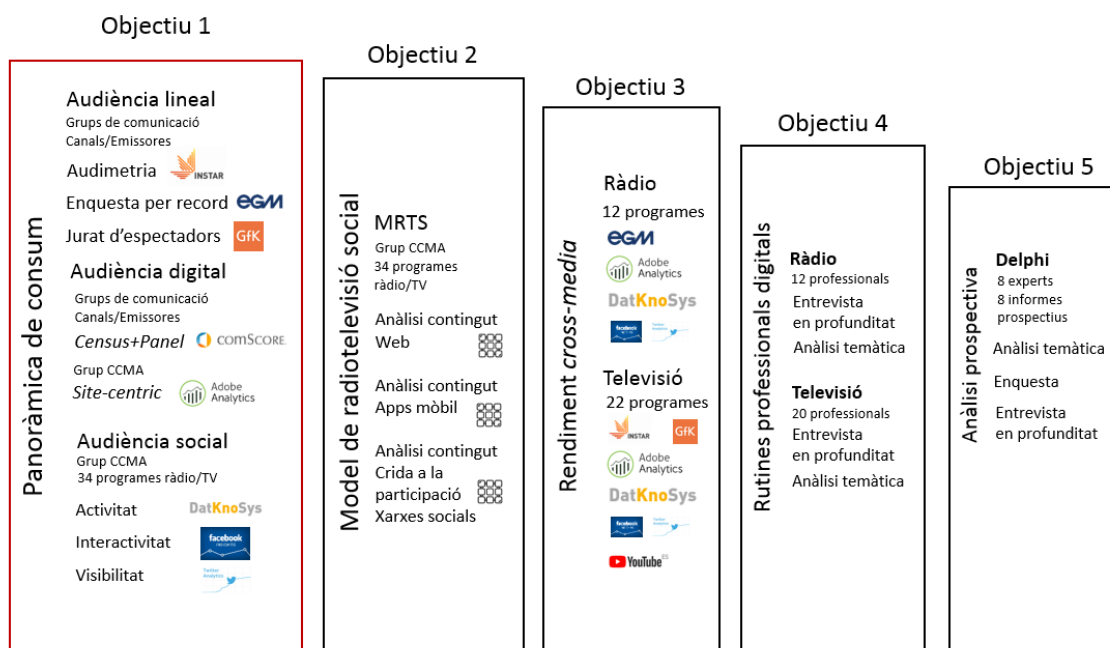 Objectiu 1
Panoràmica de consum
Audiència lineal
Grups de comunicació
Canals/Emissores
Audimetria INSTAR
Enquesta per record EGM
Jurat d'espectadors GfK
Audiència digital
Grups de comunicació
Canals/Emissores
Census+Panel comSCORE
Grup CCMA
Site-centric Adobe Analytics
Audiència social
Grup CCMA
34 programes ràdio/TV
Activitat DatKnoSys
Interactivitat facebook
Visibilitat Twitter Analytics
Objectiu 2
Model de radiotelevisió social
MRTS
Grup CCMA
34 programes
ràdio/TV
Anàlisi contingut
Web
Anàlisi contingut
Apps mòbil
Anàlisi contingut
Crida a la
participació
Xarxes socials
Objectiu 3
Rendiment cross-media
Ràdio
12 programes
EGM
Adobe
Analytics
DatKnoSys
facebook Twitter Analytics
Televisió
22 programes
INSTAR GfK
Adobe
Analytics
DatKnoSys
facebook Twitter Analytics
YouTube ES
Objectiu 4
Rutines professionals digitals
Ràdio
12 professionals
Entrevista
en profunditat
Anàlisi temàtica
Televisió
20 professionals
Entrevista
en profunditat
Anàlisi temàtica
Objectiu 5
Anàlisi prospectiva
Delphi
8 experts
8 informes
prospectius
Anàlisi temàtica
Enquesta
Entrevista
en profunditat